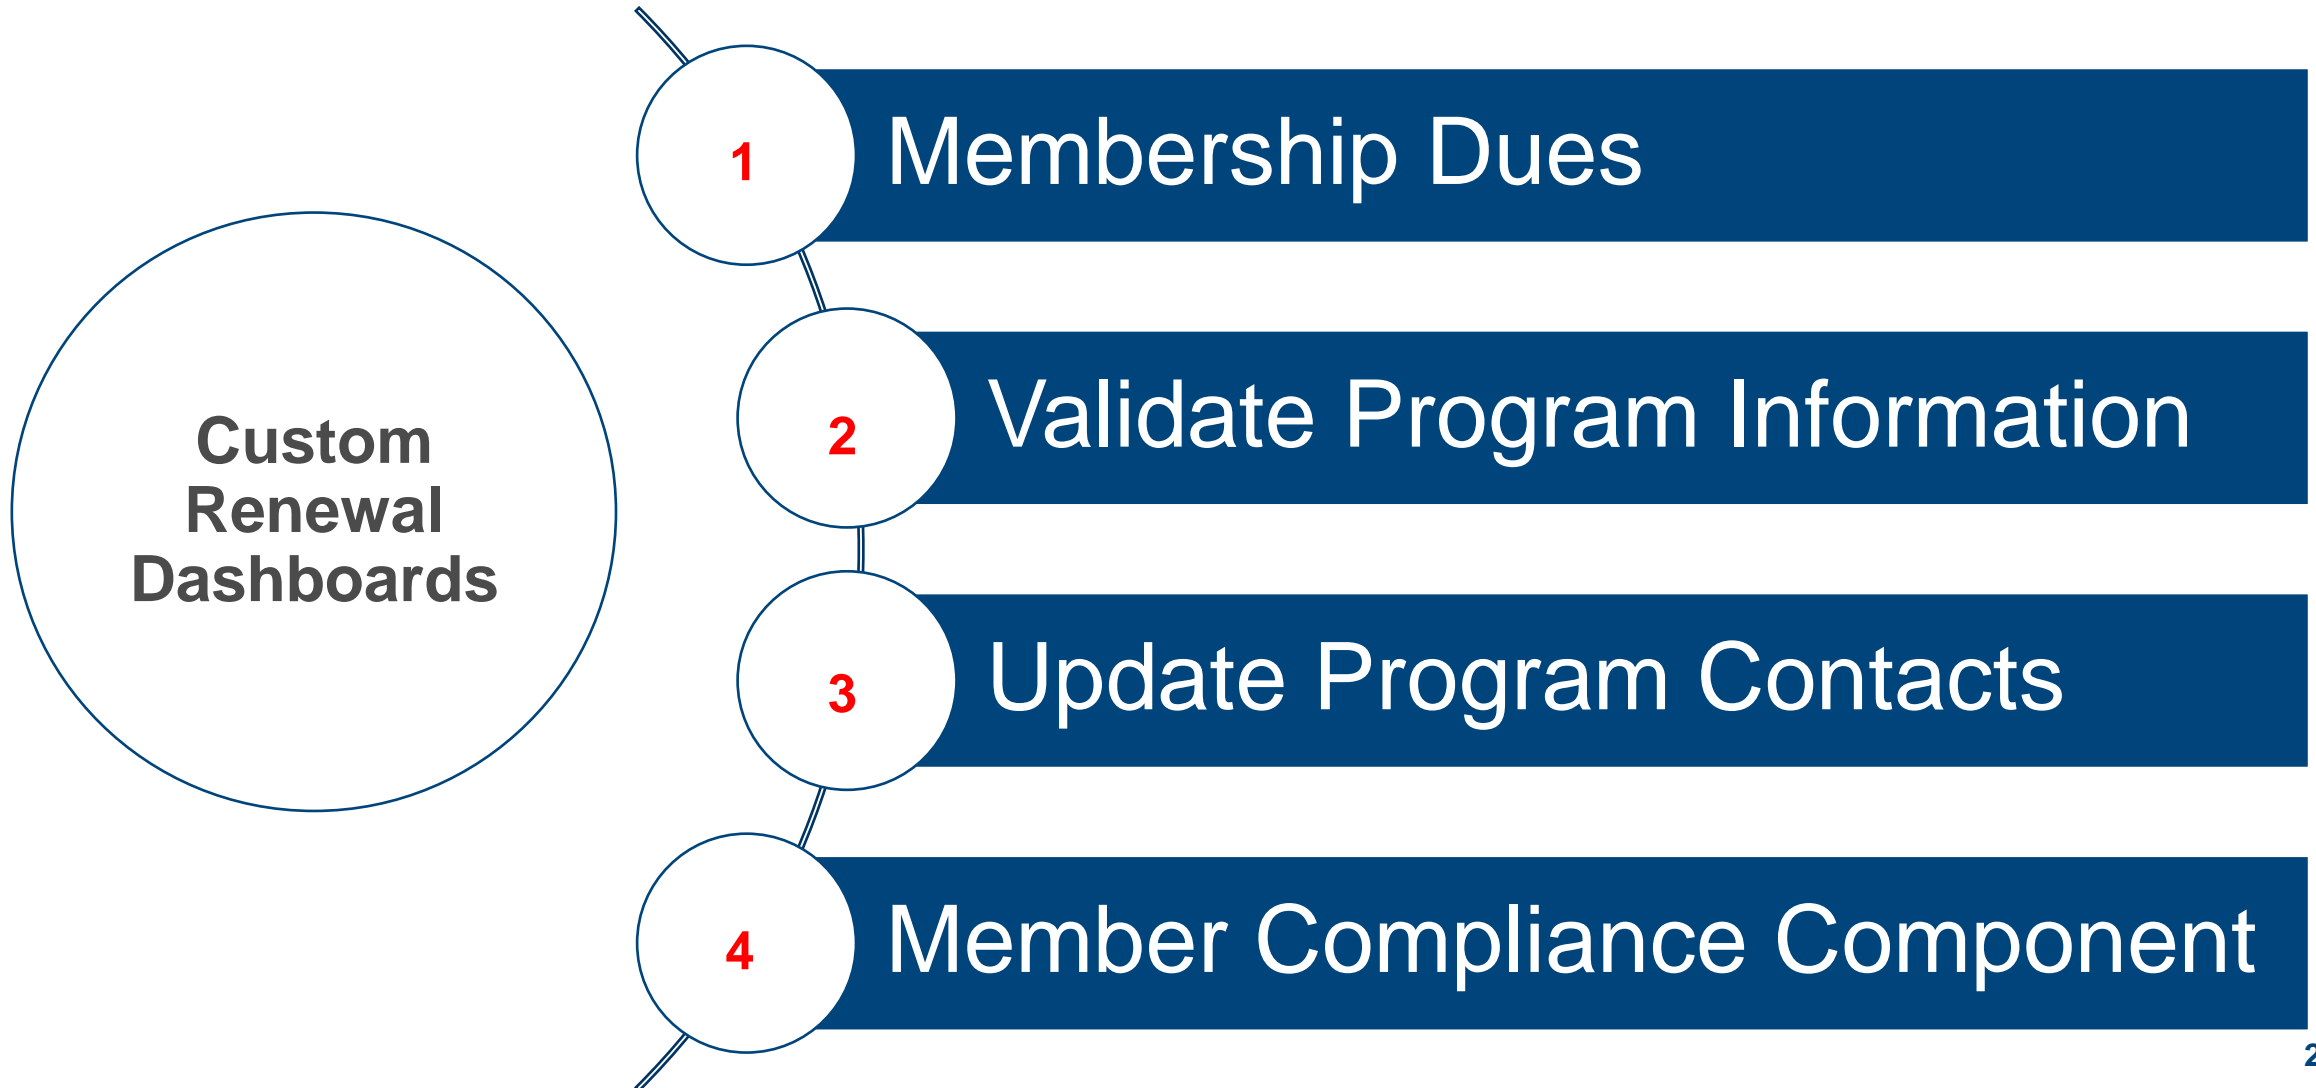 Custom
Renewal
Dashboards
1
Membership Dues
2
Validate Program Information
3
Update Program Contacts
4
Member Compliance Component